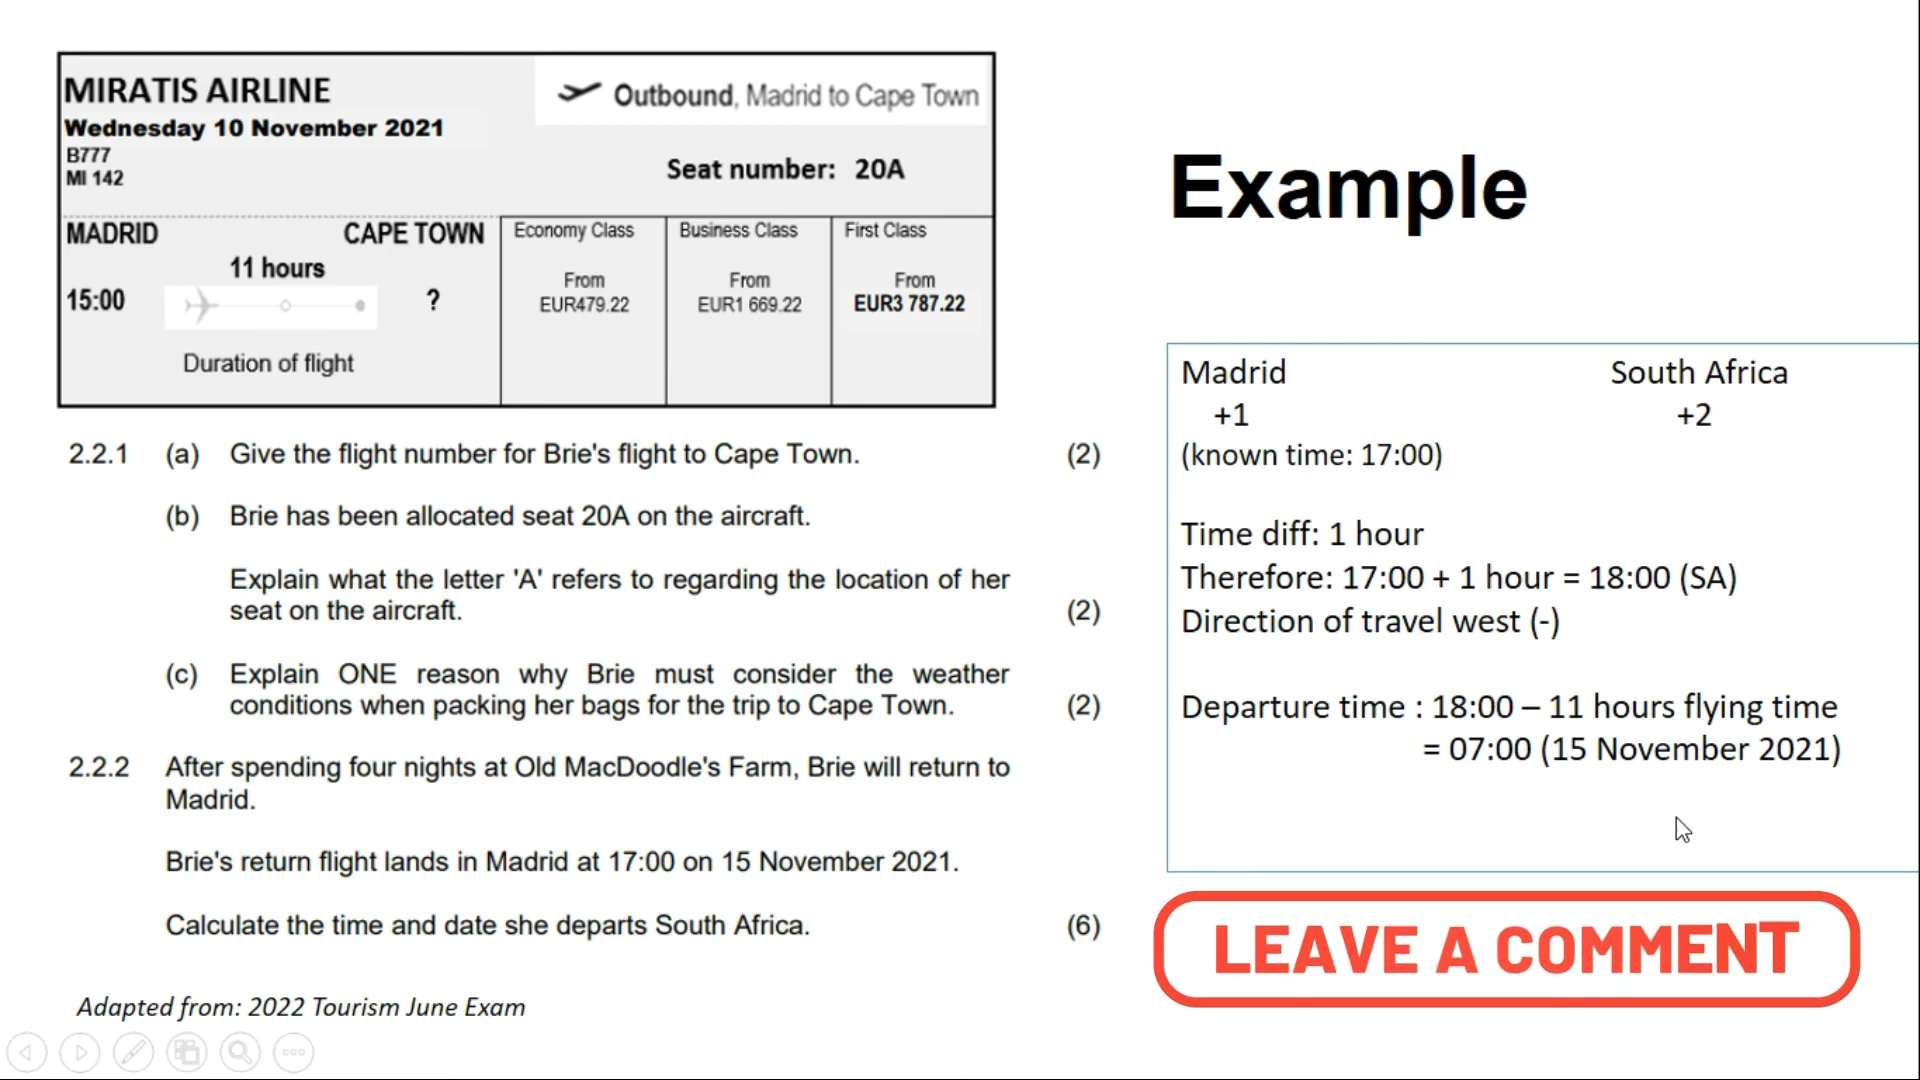 MIRATIS AIRLINE
Outbound, Madrid to Cape Town
Wednesday 10 November 2021
B777
MI 142
Seat number: 20A
MADRID
CAPE TOWN
11 hours
15:00
?
Duration of flight
Economy Class
From
EUR479.22
Business Class
From
EUR1 669.22
First Class
From
EUR3 787.22
2.2.1 (a) Give the flight number for Brie's flight to Cape Town. (2)
(b) Brie has been allocated seat 20A on the aircraft.
Explain what the letter 'A' refers to regarding the location of her
seat on the aircraft. (2)
(c) Explain ONE reason why Brie must consider the weather
conditions when packing her bags for the trip to Cape Town. (2)
2.2.2 After spending four nights at Old MacDoodle's Farm, Brie will return to
Madrid.
Brie's return flight lands in Madrid at 17:00 on 15 November 2021.
Calculate the time and date she departs South Africa. (6)
Adapted from: 2022 Tourism June Exam
Example
Madrid South Africa
+1 +2
(known time: 17:00)
Time diff: 1 hour
Therefore: 17:00 + 1 hour = 18:00 (SA)
Direction of travel west (-)
Departure time : 18:00 – 11 hours flying time
= 07:00 (15 November 2021)
LEAVE A COMMENT